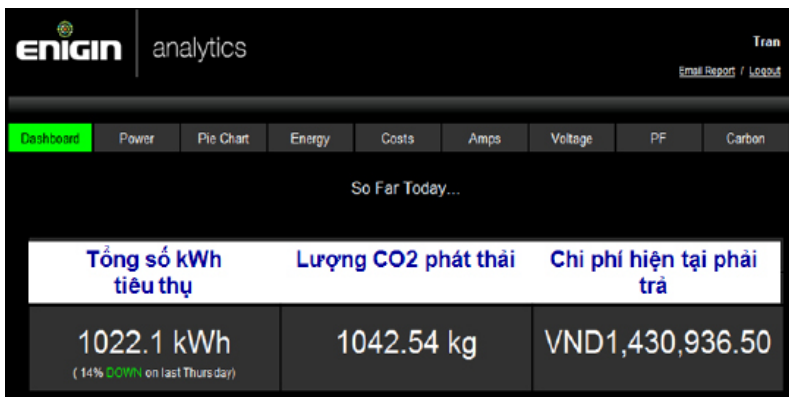 ENIGIN analytics
Tran
Email Report / Logout
Dashboard Power Pie Chart Energy Costs Amps Voltage PF Carbon
So Far Today...
Tổng số kWh tiêu thụ
Lượng CO2 phát thải
Chi phí hiện tại phải trả
1022.1 kWh
( 14% DOWN on last Thursday)
1042.54 kg
VND1,430,936.50